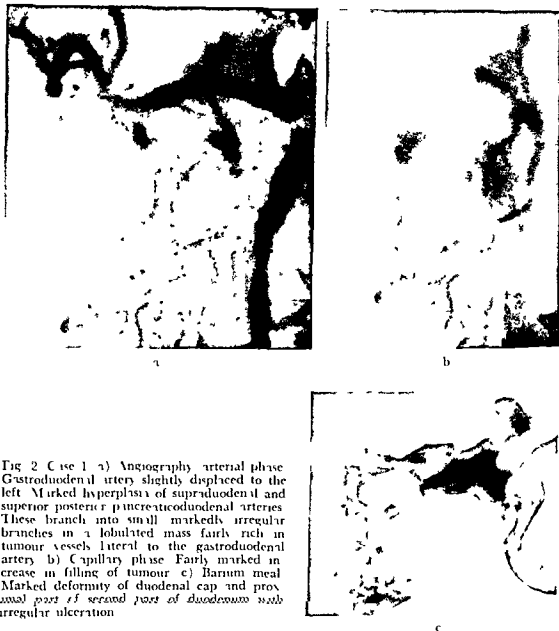 a
b
Fig 2 Case 1 a) Angiography arterial phase
Gastroduodenal artery slightly displaced to the
left Marked hyperplasia of supraduodenal and
superior posterior pancreaticoduodenal arteries
These branch into small markedly irregular
branches in a lobulated mass fairly rich in
tumour vessels lateral to the gastroduodenal
artery b) Capillary phase Fairly marked in
crease in filling of tumour c) Barium meal
Marked deformity of duodenal cap and prox
imal part of second part of duodenum with
irregular ulceration
c